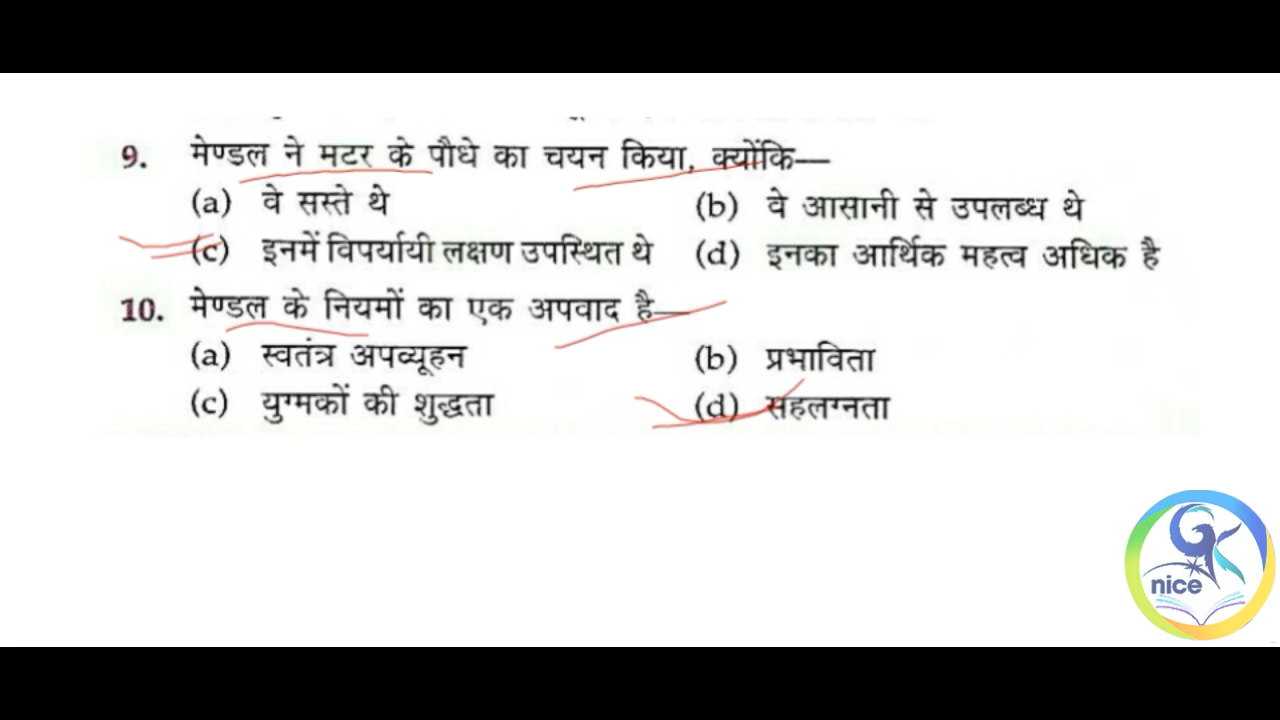 9. मेण्डल ने मटर के पौधे का चयन किया, क्योंकि—
(a) वे सस्ते थे (b) वे आसानी से उपलब्ध थे
(c) इनमें विपर्यायी लक्षण उपस्थित थे (d) इनका आर्थिक महत्व अधिक है
10. मेण्डल के नियमों का एक अपवाद है—
(a) स्वतंत्र अपव्यूहन (b) प्रभाविता
(c) युग्मकों की शुद्धता (d) सहलग्नता
GK
nice